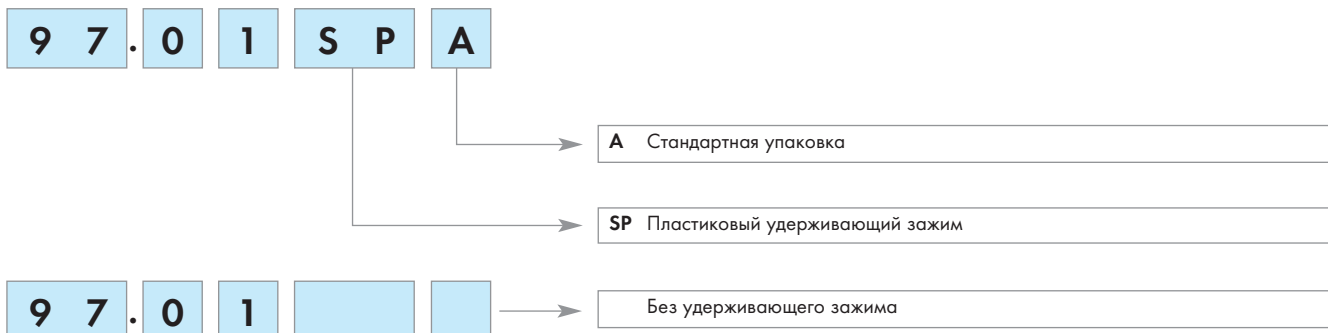 9 7 . 0 1 S P A
A Стандартная упаковка
SP Пластиковый удерживающий зажим
9 7 . 0 1 Без удерживающего зажима